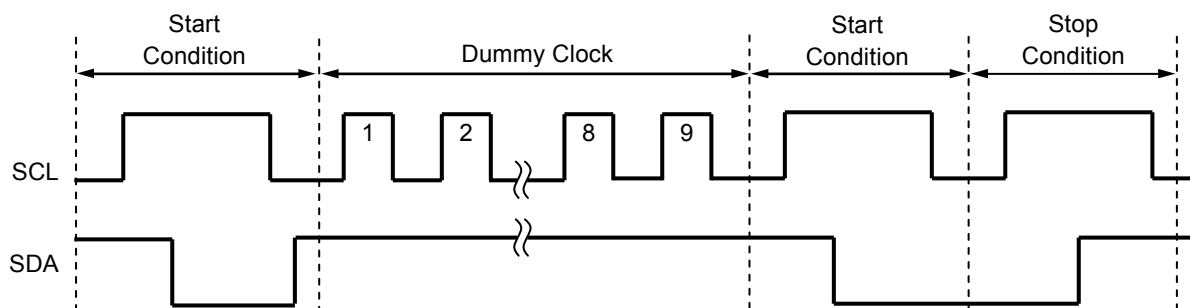 Start
Condition
Dummy Clock
Start
Condition
Stop
Condition
SCL
1
2
8
9
SDA